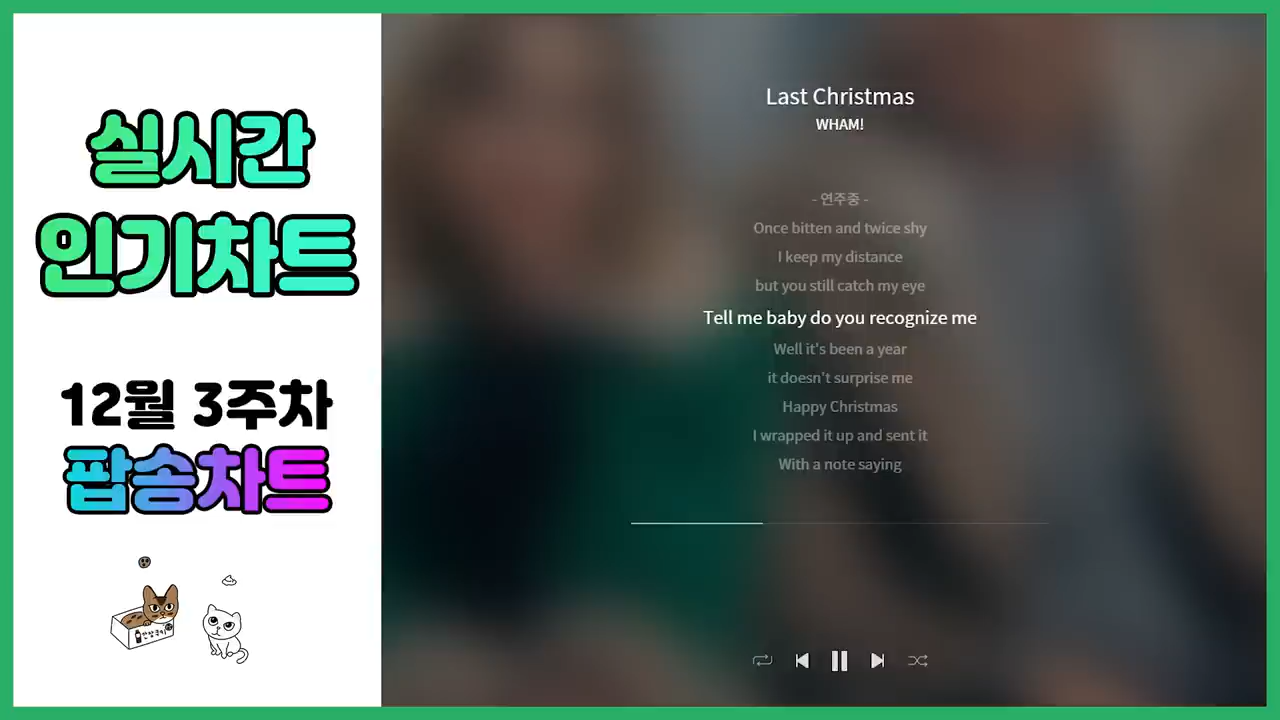 실시간
인기차트
12월 3주차
팝송차트
Last Christmas
WHAM!
- 연주중 -
Once bitten and twice shy
I keep my distance
but you still catch my eye
Tell me baby do you recognize me
Well it's been a year
it doesn't surprise me
Happy Christmas
I wrapped it up and sent it
With a note saying